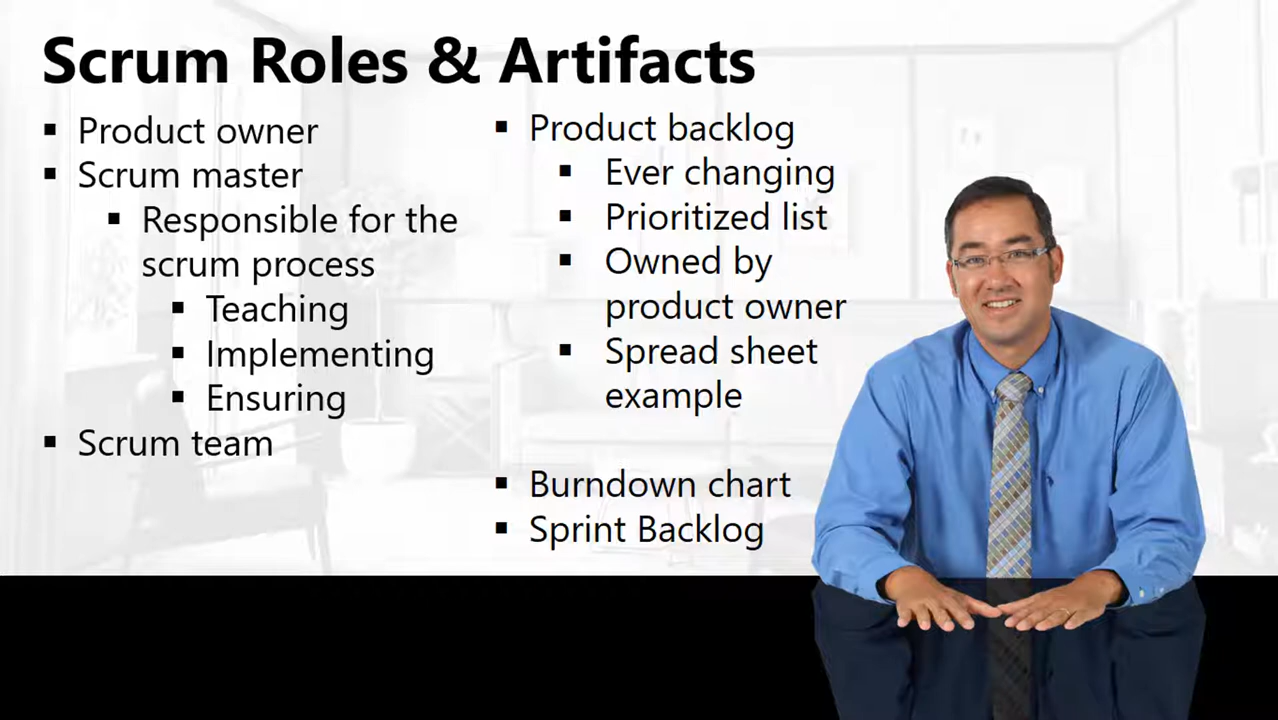 Scrum Roles & Artifacts
▪ Product owner
▪ Scrum master
▪ Responsible for the
scrum process
▪ Teaching
▪ Implementing
▪ Ensuring
▪ Scrum team
▪ Product backlog
▪ Ever changing
▪ Prioritized list
▪ Owned by
product owner
▪ Spread sheet
example
▪ Burndown chart
▪ Sprint Backlog